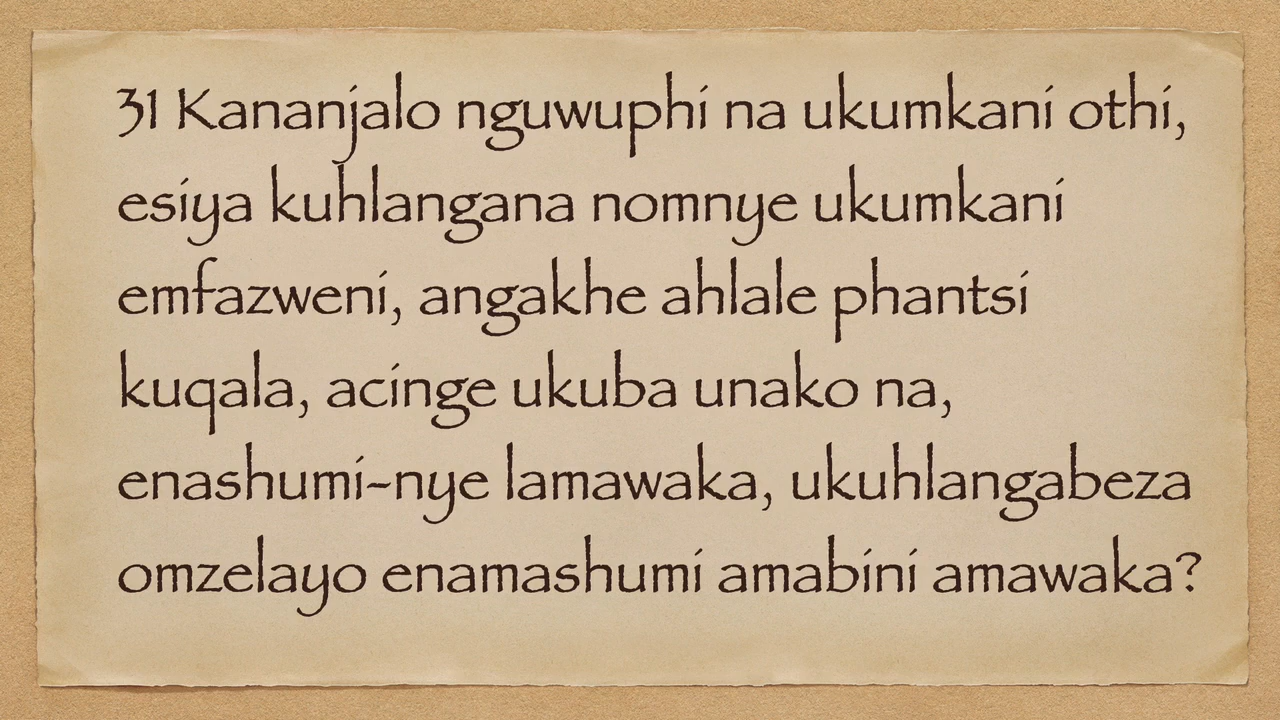 31 Kananjalo nguwuphi na ukumkani othi,
esiya kuhlangana nomnye ukumkani
emfazweni, angakhe ahlale phantsi
kuqala, acinge ukuba unako na,
enashumi-nye lamawaka, ukuhlangabeza
omzelayo enamashumi amabini amawaka?